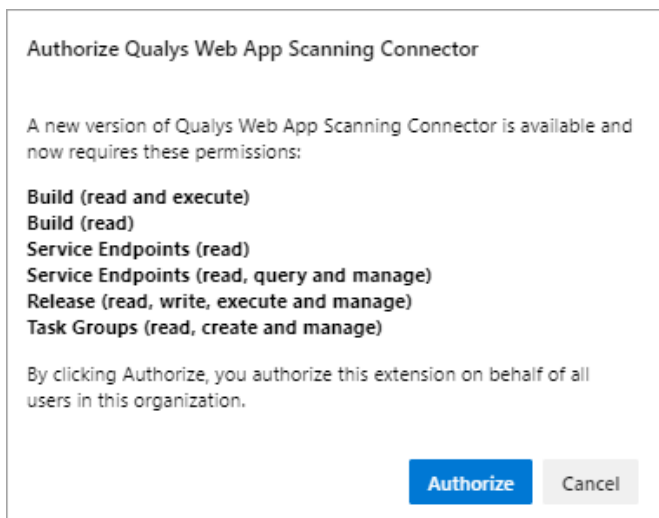 Authorize Qualys Web App Scanning Connector
A new version of Qualys Web App Scanning Connector is available and
now requires these permissions:
Build (read and execute)
Build (read)
Service Endpoints (read)
Service Endpoints (read, query and manage)
Release (read, write, execute and manage)
Task Groups (read, create and manage)
By clicking Authorize, you authorize this extension on behalf of all
users in this organization.
Authorize Cancel